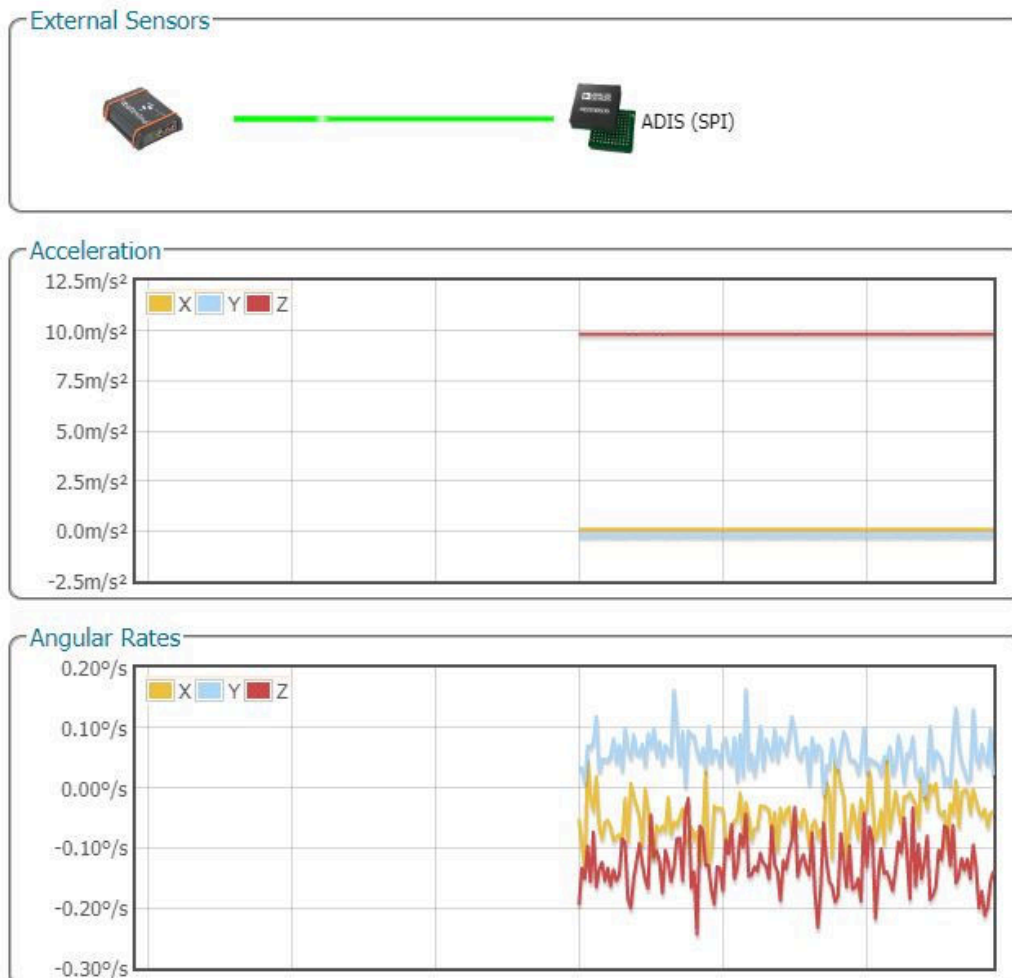 External Sensors
ADIS (SPI)
Acceleration
12.5m/s²
X Y Z
10.0m/s²
7.5m/s²
5.0m/s²
2.5m/s²
0.0m/s²
-2.5m/s²
Angular Rates
0.20°/s
X Y Z
0.10°/s
0.00°/s
-0.10°/s
-0.20°/s
-0.30°/s